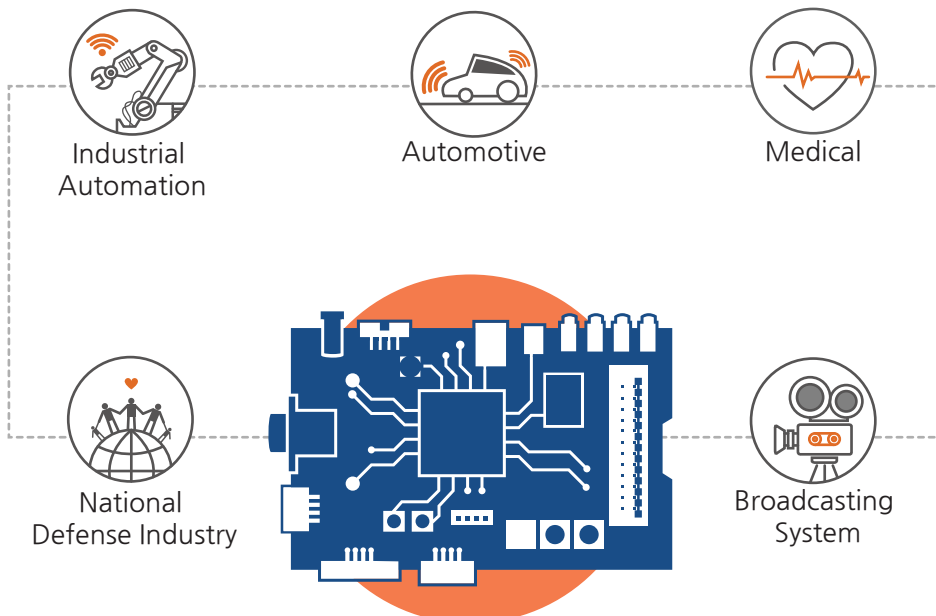 Industrial
Automation
Automotive
Medical
National
Defense Industry
Broadcasting
System